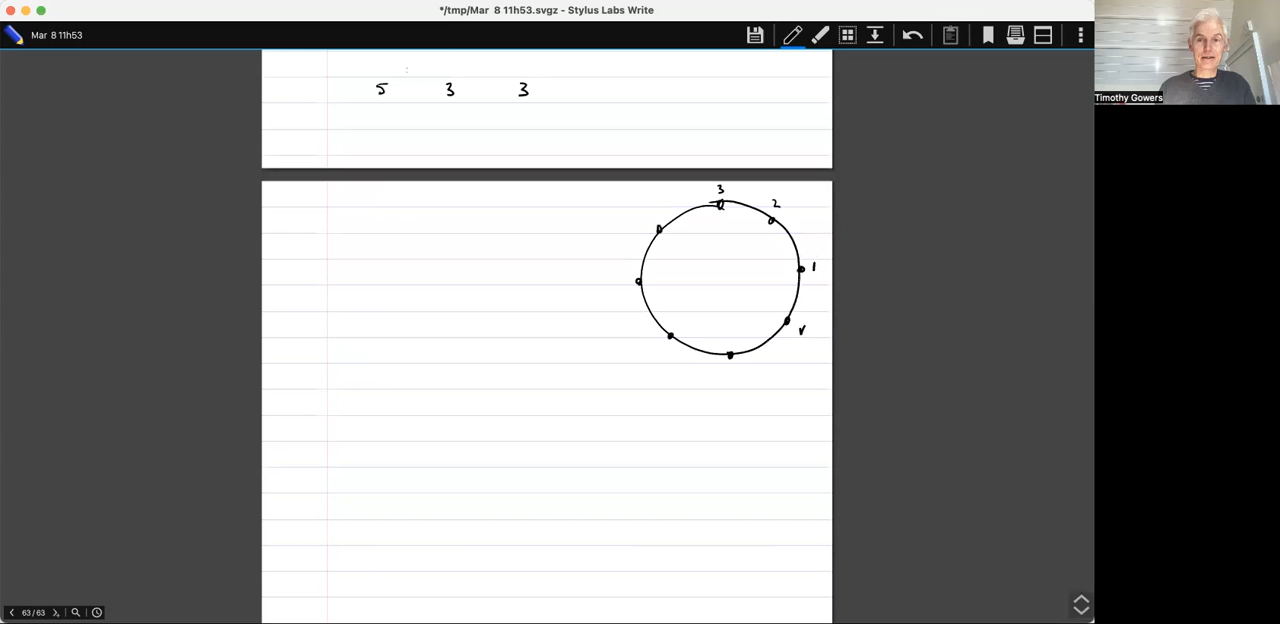 */tmp/Mar 8 11h53.svgz - Stylus Labs Write
Mar 8 11h53
Timothy Gowers
5 3 3
3
2
1
r
63/63